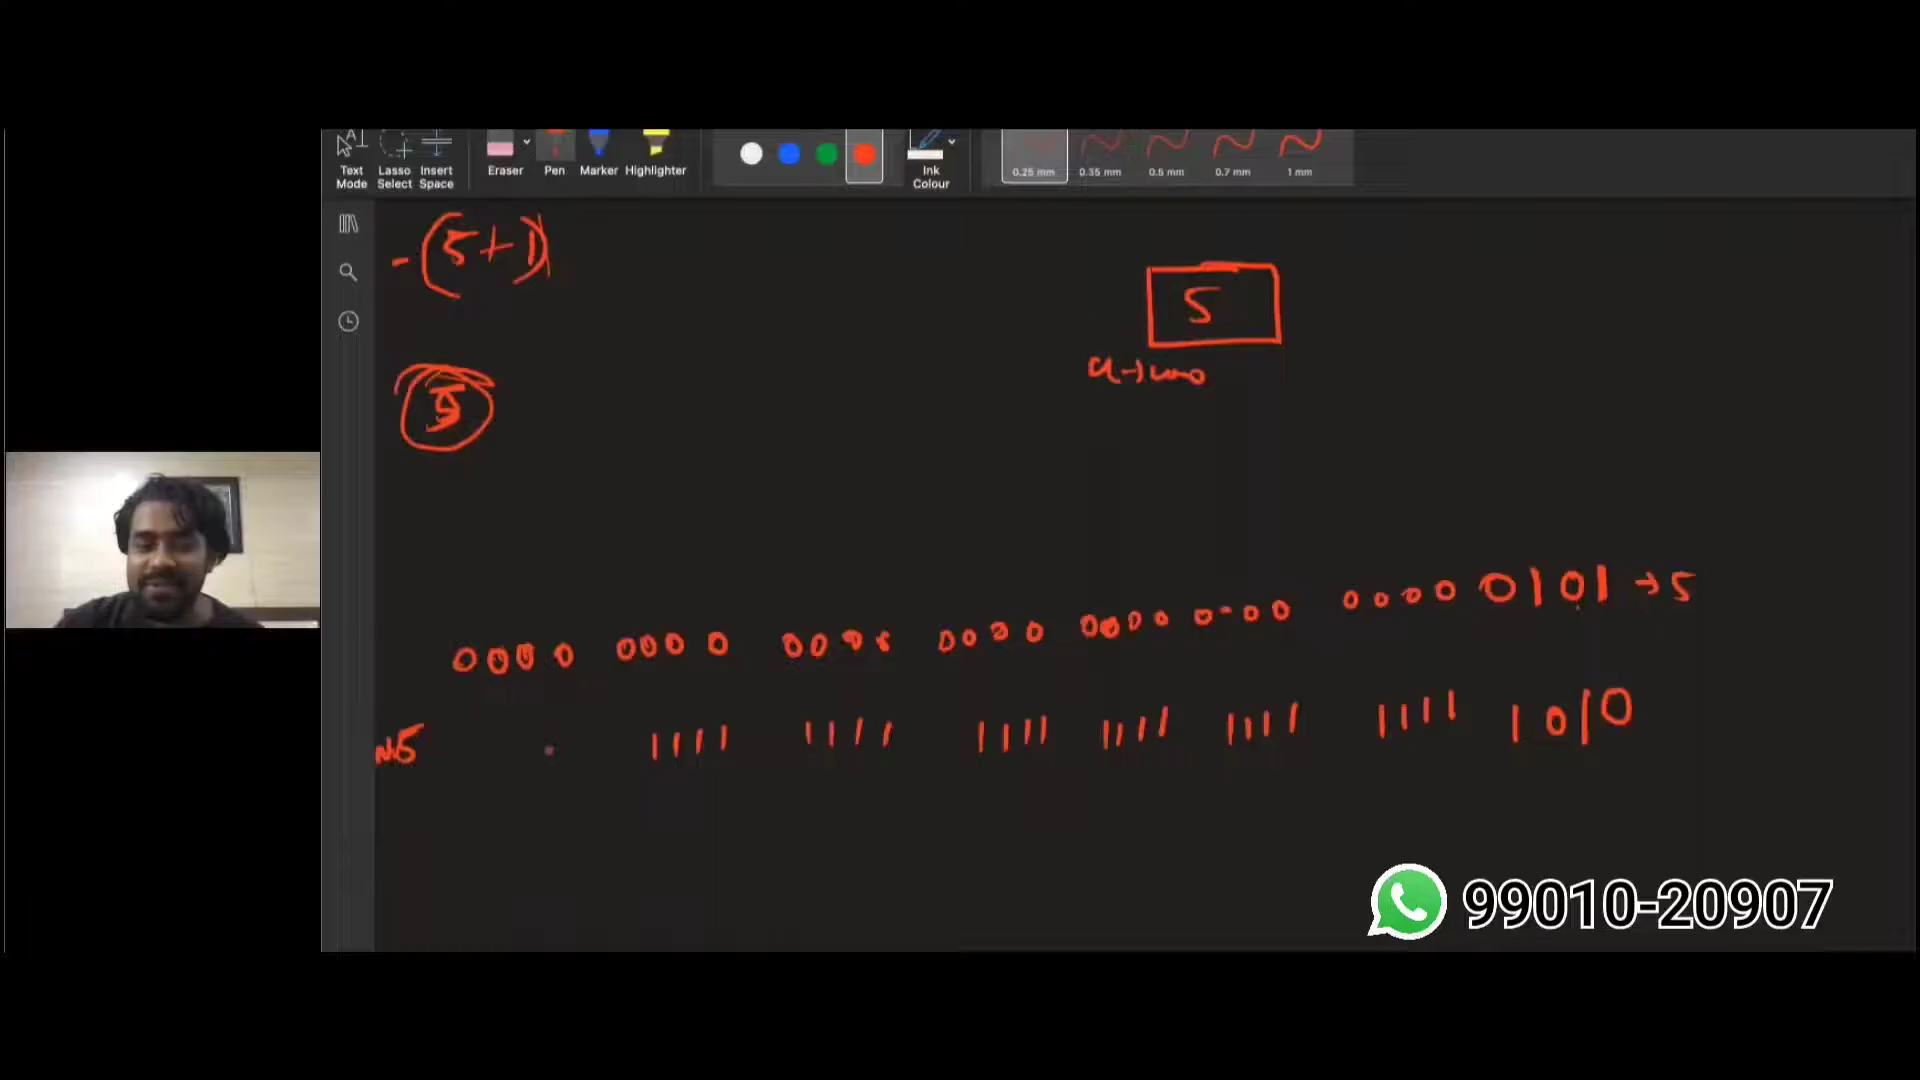 Text Mode
Lasso Select
Insert Space
Eraser
Pen
Marker
Highlighter
Ink Colour
0.25 mm
0.35 mm
0.5 mm
0.7 mm
1 mm
-(5+1)
5
0000 0000 0000 0000 0000 0000 0000 0101 → 5
~5 1111 1111 1111 1111 1111 1111 1010
99010-20907